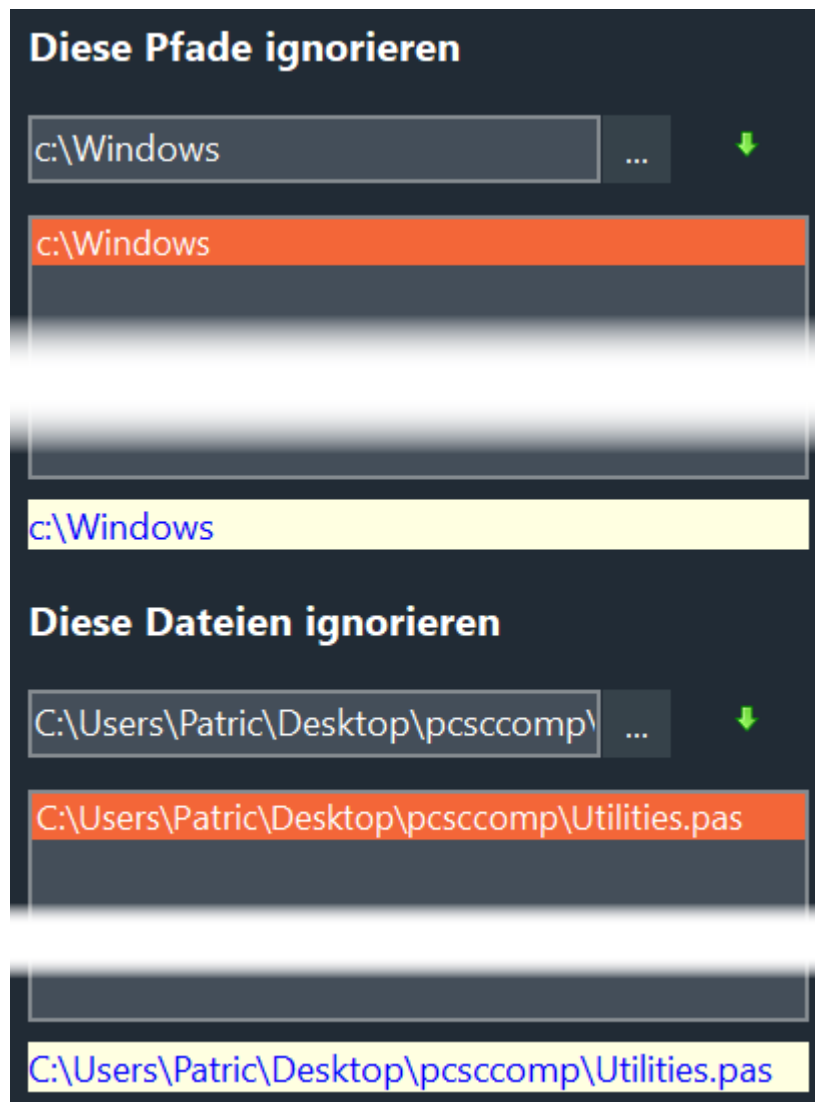 Diese Pfade ignorieren
c:\Windows ...
c:\Windows
c:\Windows
Diese Dateien ignorieren
C:\Users\Patric\Desktop\pcsccomp\ ...
C:\Users\Patric\Desktop\pcsccomp\Utilities.pas
C:\Users\Patric\Desktop\pcsccomp\Utilities.pas